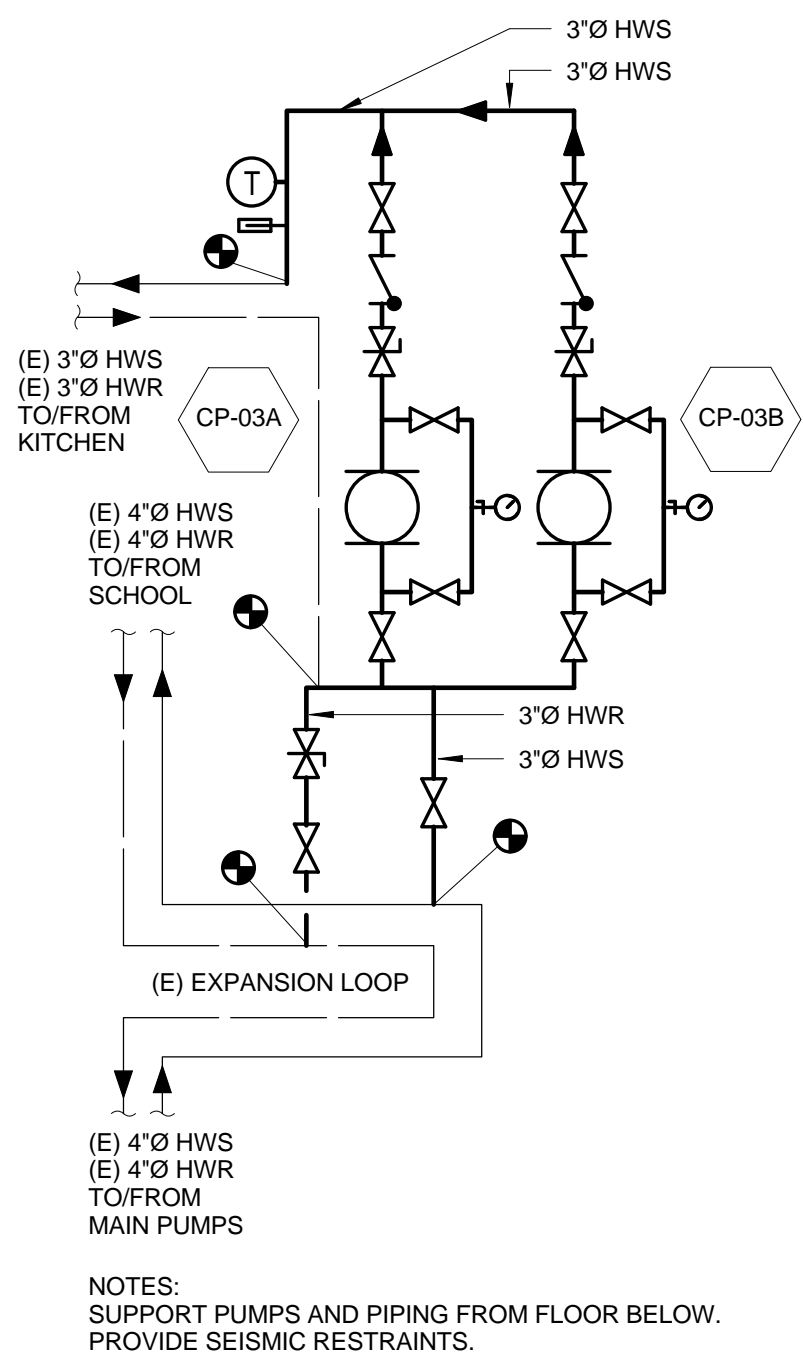 3"Ø HWS
3"Ø HWS
T
(E) 3"Ø HWS
(E) 3"Ø HWR
TO/FROM
KITCHEN
CP-03A
CP-03B
(E) 4"Ø HWS
(E) 4"Ø HWR
TO/FROM
SCHOOL
3"Ø HWR
3"Ø HWS
(E) EXPANSION LOOP
(E) 4"Ø HWS
(E) 4"Ø HWR
TO/FROM
MAIN PUMPS
NOTES:
SUPPORT PUMPS AND PIPING FROM FLOOR BELOW.
PROVIDE SEISMIC RESTRAINTS.